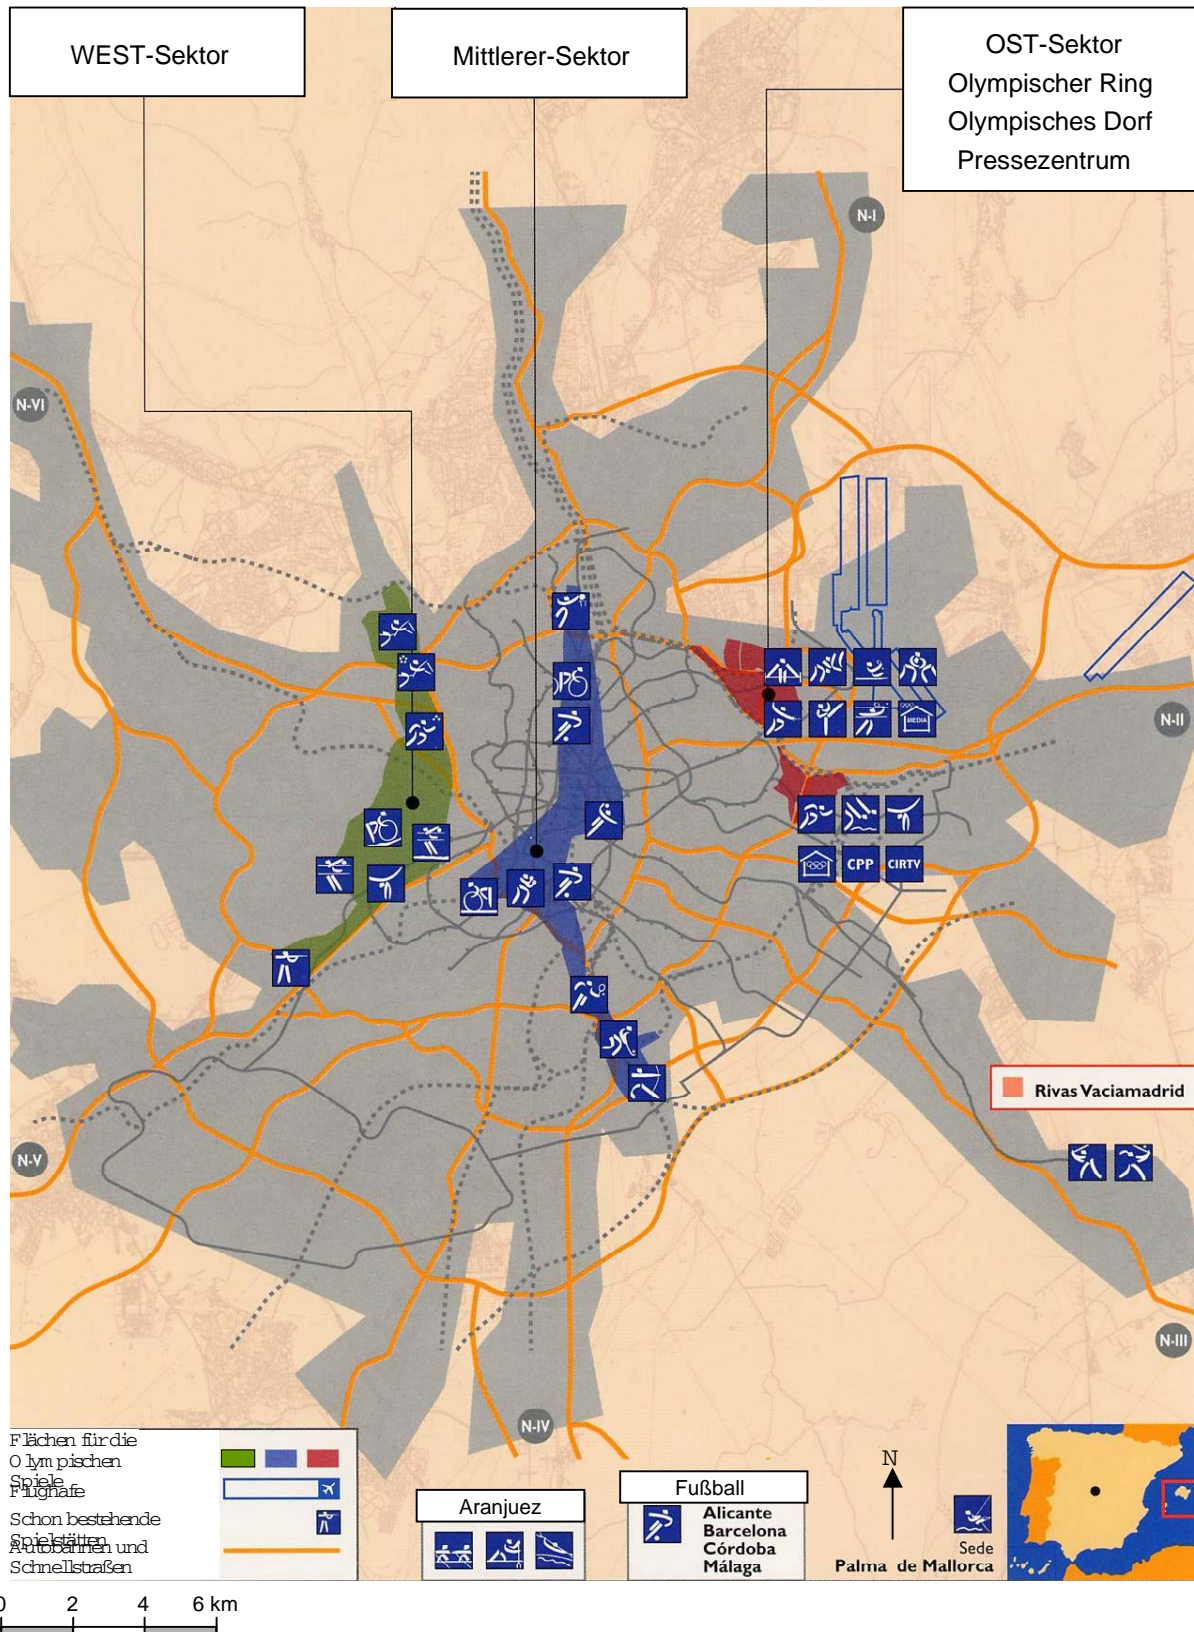 WEST-Sektor
Mittlerer-Sektor
OST-Sektor
Olympischer Ring
Olympisches Dorf
Pressezentrum
N-I
N-VI
N-II
MEDIA
CPP
CIRTV
Rivas Vaciamadrid
N-V
N-III
N-IV
Flächen für die
Olympischen
Spiele
Flughäfe
Schon bestehende
Spielstätten
Autobahnen und
Schnellstraßen
Aranjuez
Fußball
Alicante
Barcelona
Córdoba
Málaga
N
Sede
Palma de Mallorca
0 2 4 6 km